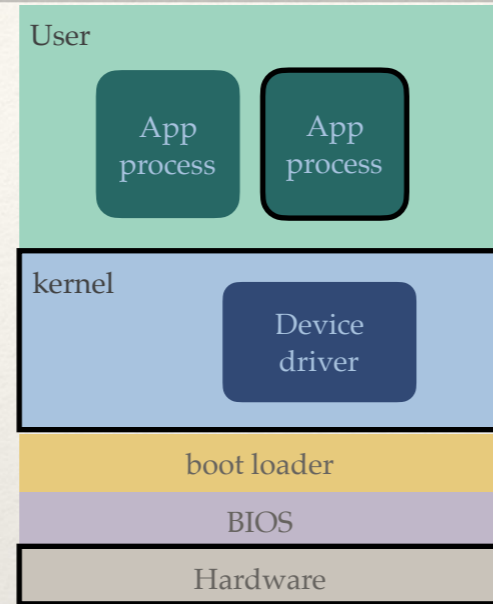 User
App
process
App
process
kernel
Device
driver
boot loader
BIOS
Hardware